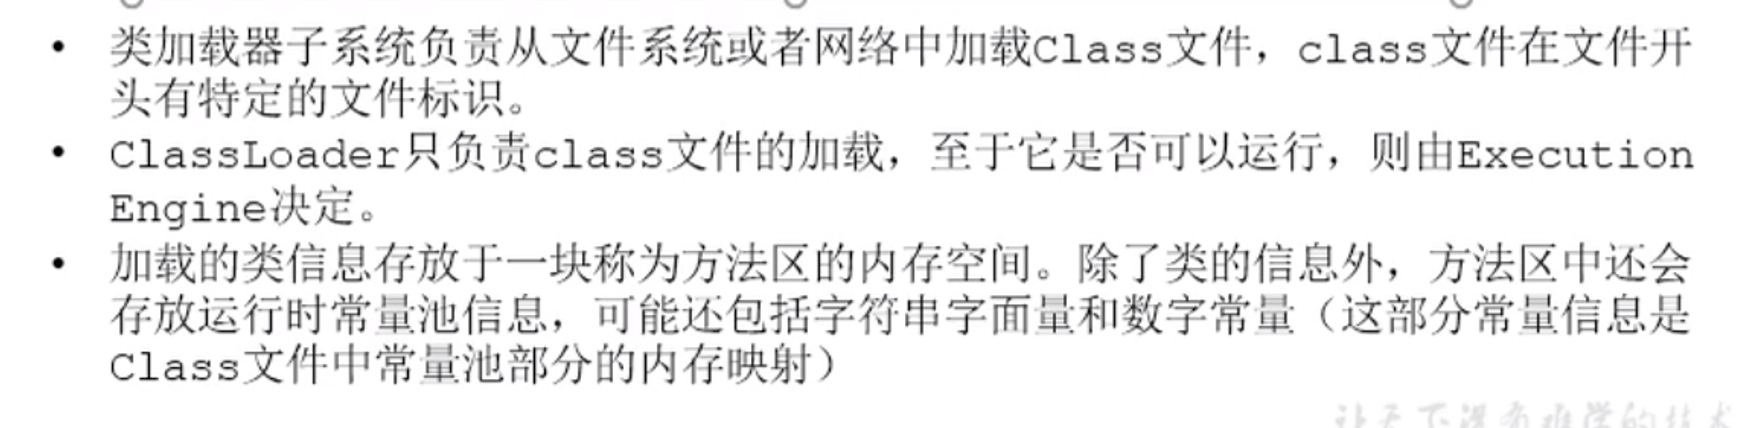 • 类加载器子系统负责从文件系统或者网络中加载Class文件，class文件在文件开
头有特定的文件标识。
• ClassLoader只负责class文件的加载，至于它是否可以运行，则由Execution
Engine决定。
• 加载的类信息存放于一块称为方法区的内存空间。除了类的信息外，方法区中还会
存放运行时常量池信息，可能还包括字符串字面量和数字常量（这部分常量信息是
Class文件中常量池部分的内存映射）
让天下没有难学的技术